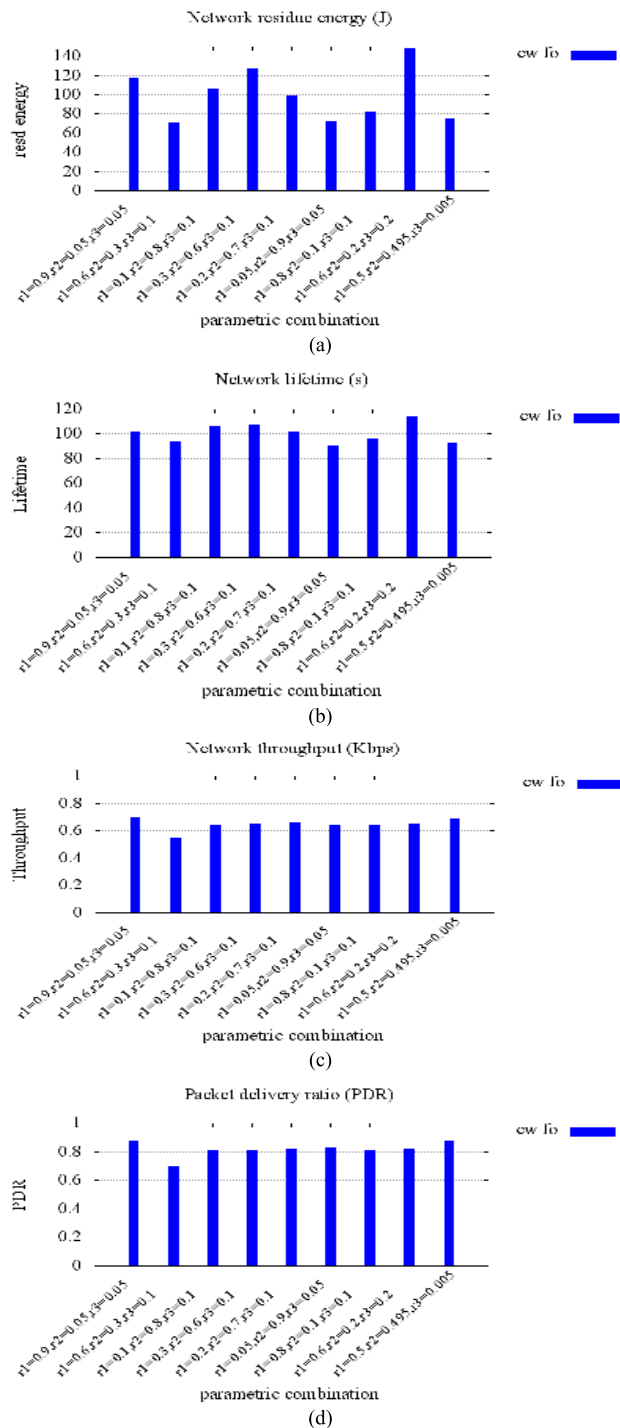 Network residue energy (J)
ew fo
140
120
100
80
60
40
20
0
resd energy
r1=0.9,r2=0.05,r3=0.05
r1=0.6,r2=0.3,r3=0.1
r1=0.1,r2=0.8,r3=0.1
r1=0.3,r2=0.6,r3=0.1
r1=0.2,r2=0.7,r3=0.1
r1=0.05,r2=0.9,r3=0.05
r1=0.8,r2=0.1,r3=0.1
r1=0.6,r2=0.2,r3=0.2
r1=0.5,r2=0.495,r3=0.005
parametric combination
(a)
Network lifetime (s)
ew fo
120
100
80
60
40
20
0
Lifetime
r1=0.9,r2=0.05,r3=0.05
r1=0.6,r2=0.3,r3=0.1
r1=0.1,r2=0.8,r3=0.1
r1=0.3,r2=0.6,r3=0.1
r1=0.2,r2=0.7,r3=0.1
r1=0.05,r2=0.9,r3=0.05
r1=0.8,r2=0.1,r3=0.1
r1=0.6,r2=0.2,r3=0.2
r1=0.5,r2=0.495,r3=0.005
parametric combination
(b)
Network throughput (Kbps)
ew fo
1
0.8
0.6
0.4
0.2
0
Throughput
r1=0.9,r2=0.05,r3=0.05
r1=0.6,r2=0.3,r3=0.1
r1=0.1,r2=0.8,r3=0.1
r1=0.3,r2=0.6,r3=0.1
r1=0.2,r2=0.7,r3=0.1
r1=0.05,r2=0.9,r3=0.05
r1=0.8,r2=0.1,r3=0.1
r1=0.6,r2=0.2,r3=0.2
r1=0.5,r2=0.495,r3=0.005
parametric combination
(c)
Packet delivery ratio (PDR)
ew fo
1
0.8
0.6
0.4
0.2
0
PDR
r1=0.9,r2=0.05,r3=0.05
r1=0.6,r2=0.3,r3=0.1
r1=0.1,r2=0.8,r3=0.1
r1=0.3,r2=0.6,r3=0.1
r1=0.2,r2=0.7,r3=0.1
r1=0.05,r2=0.9,r3=0.05
r1=0.8,r2=0.1,r3=0.1
r1=0.6,r2=0.2,r3=0.2
r1=0.5,r2=0.495,r3=0.005
parametric combination
(d)